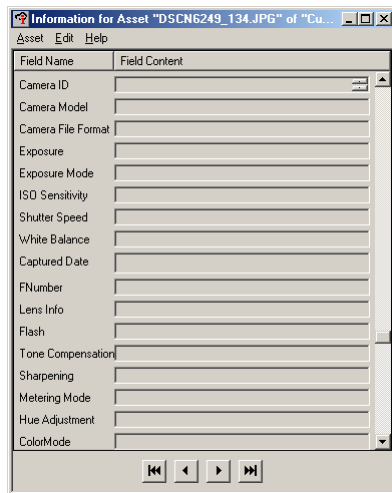 Information for Asset "DSCN6249_134.JPG" of "Cu...
Asset Edit Help
Field Name Field Content
Camera ID
Camera Model
Camera File Format
Exposure
Exposure Mode
ISO Sensitivity
Shutter Speed
White Balance
Captured Date
FNumber
Lens Info
Flash
Tone Compensation
Sharpening
Metering Mode
Hue Adjustment
ColorMode